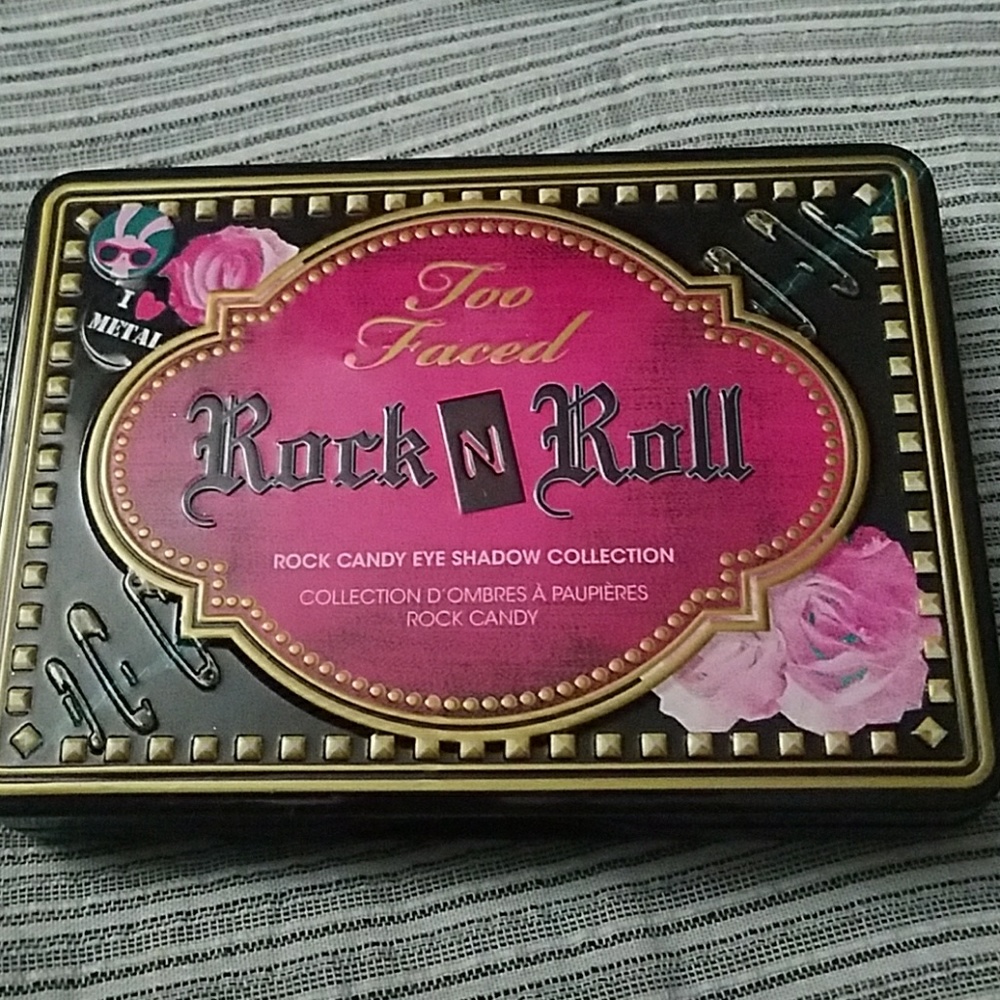 I
METAL
Too
Faced
Rock N Roll
ROCK CANDY EYE SHADOW COLLECTION
COLLECTION D'OMBRES À PAUPIÈRES
ROCK CANDY